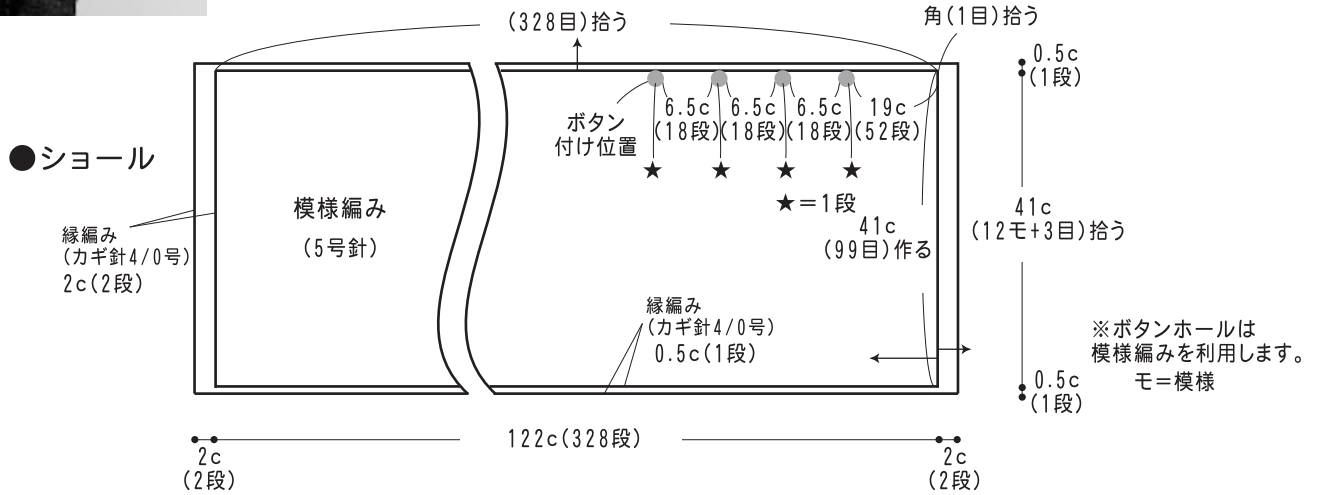 (328目)拾う
角(1目)拾う
0.5c
(1段)
6.5c 6.5c 6.5c 19c
(18段)(18段)(18段)(52段)
ボタン
付け位置
●ショール
★ ★ ★ ★
★=1段
模様編み
(5号針)
41c
(99目)作る
41c
(12モ+3目)拾う
縁編み
(カギ針4/0号)
2c(2段)
縁編み
(カギ針4/0号)
0.5c(1段)
※ボタンホールは
模様編みを利用します。
モ=模様
0.5c
(1段)
122c(328段)
2c
(2段)
2c
(2段)